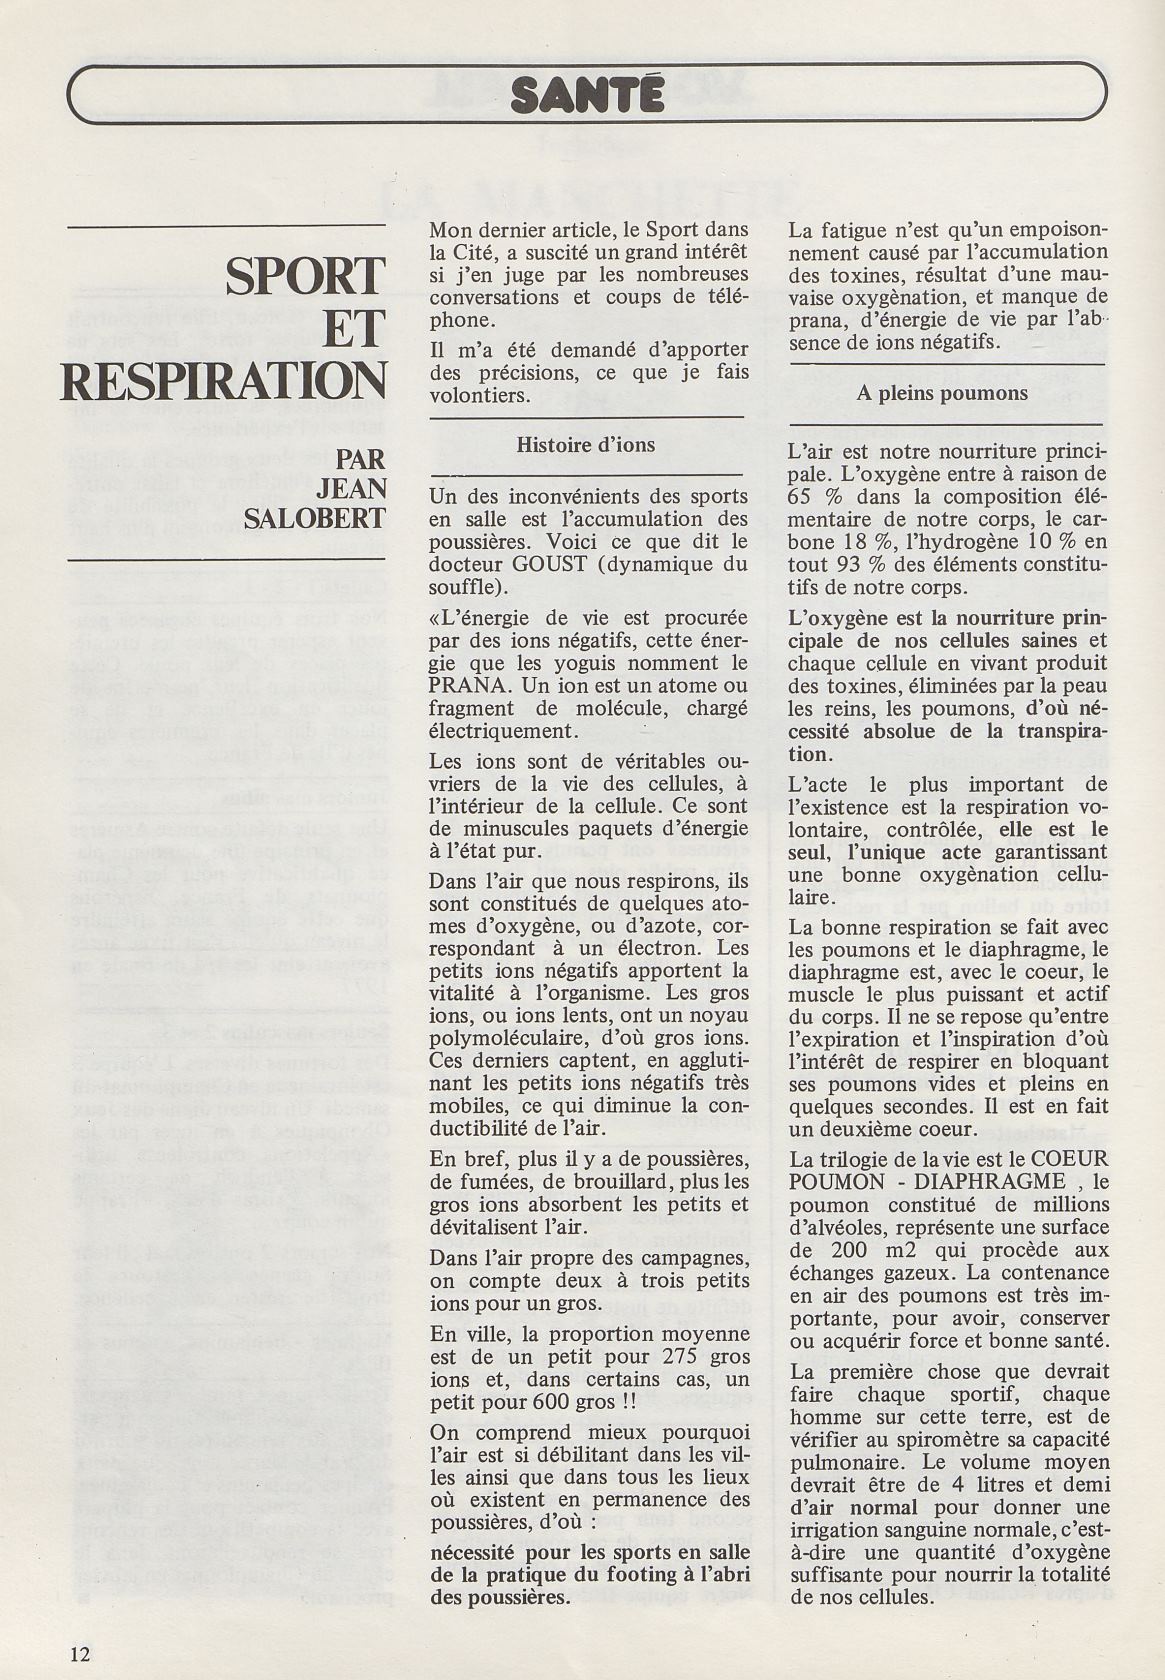 SANTÉ
SPORT
ET
RESPIRATION
PAR
JEAN
SALOBERT
Mon dernier article, le Sport dans
la Cité, a suscité un grand intérêt
si j'en juge par les nombreuses
conversations et coups de télé-
phone.
Il m'a été demandé d'apporter
des précisions, ce que je fais
volontiers.
Histoire d'ions
Un des inconvénients des sports
en salle est l'accumulation des
poussières. Voici ce que dit le
docteur GOUST (dynamique du
souffle).
«L'énergie de vie est procurée
par des ions négatifs, cette éner-
gie que les yoguis nomment le
PRANA. Un ion est un atome ou
fragment de molécule, chargé
électriquement.
Les ions sont de véritables ou-
vriers de la vie des cellules, à
l'intérieur de la cellule. Ce sont
de minuscules paquets d'énergie
à l'état pur.
Dans l'air que nous respirons, ils
sont constitués de quelques ato-
mes d'oxygène, ou d'azote, cor-
respondant à un électron. Les
petits ions négatifs apportent la
vitalité à l'organisme. Les gros
ions, ou ions lents, ont un noyau
polymoléculaire, d'où gros ions.
Ces derniers captent, en aggluti-
nant les petits ions négatifs très
mobiles, ce qui diminue la con-
ductibilité de l'air.
En bref, plus il y a de poussières,
de fumées, de brouillard, plus les
gros ions absorbent les petits et
dévitalisent l'air.
Dans l'air propre des campagnes,
on compte deux à trois petits
ions pour un gros.
En ville, la proportion moyenne
est de un petit pour 275 gros
ions et, dans certains cas, un
petit pour 600 gros !!
On comprend mieux pourquoi
l'air est si débilitant dans les vil-
les ainsi que dans tous les lieux
où existent en permanence des
poussières, d'où :
nécessité pour les sports en salle
de la pratique du footing à l'abri
des poussières.
La fatigue n'est qu'un empoison-
nement causé par l'accumulation
des toxines, résultat d'une mau-
vaise oxygènation, et manque de
prana, d'énergie de vie par l'ab-
sence de ions négatifs.
A pleins poumons
L'air est notre nourriture princi-
pale. L'oxygène entre à raison de
65 % dans la composition élé-
mentaire de notre corps, le car-
bone 18 %, l'hydrogène 10 % en
tout 93 % des éléments constitu-
tifs de notre corps.
L'oxygène est la nourriture prin-
cipale de nos cellules saines et
chaque cellule en vivant produit
des toxines, éliminées par la peau
les reins, les poumons, d'où né-
cessité absolue de la transpira-
tion.
L'acte le plus important de
l'existence est la respiration vo-
lontaire, contrôlée, elle est le
seul, l'unique acte garantissant
une bonne oxygénation cellu-
laire.
La bonne respiration se fait avec
les poumons et le diaphragme, le
diaphragme est, avec le coeur, le
muscle le plus puissant et actif
du corps. Il ne se repose qu'entre
l'expiration et l'inspiration d'où
l'intérêt de respirer en bloquant
ses poumons vides et pleins en
quelques secondes. Il est en fait
un deuxième coeur.
La trilogie de la vie est le COEUR
POUMON - DIAPHRAGME , le
poumon constitué de millions
d'alvéoles, représente une surface
de 200 m2 qui procède aux
échanges gazeux. La contenance
en air des poumons est très im-
portante, pour avoir, conserver
ou acquérir force et bonne santé.
La première chose que devrait
faire chaque sportif, chaque
homme sur cette terre, est de
vérifier au spiromètre sa capacité
pulmonaire. Le volume moyen
devrait être de 4 litres et demi
d'air normal pour donner une
irrigation sanguine normale, c'est-
à-dire une quantité d'oxygène
suffisante pour nourrir la totalité
de nos cellules.
12